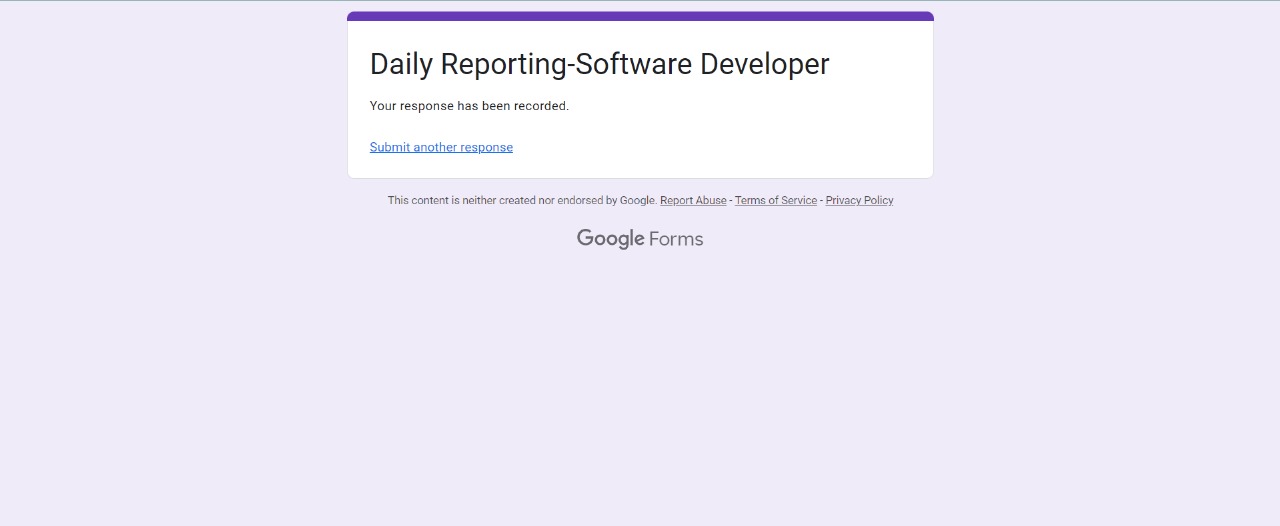 Daily Reporting-Software Developer
Your response has been recorded.
Submit another response
This content is neither created nor endorsed by Google. Report Abuse - Terms of Service - Privacy Policy
Google Forms